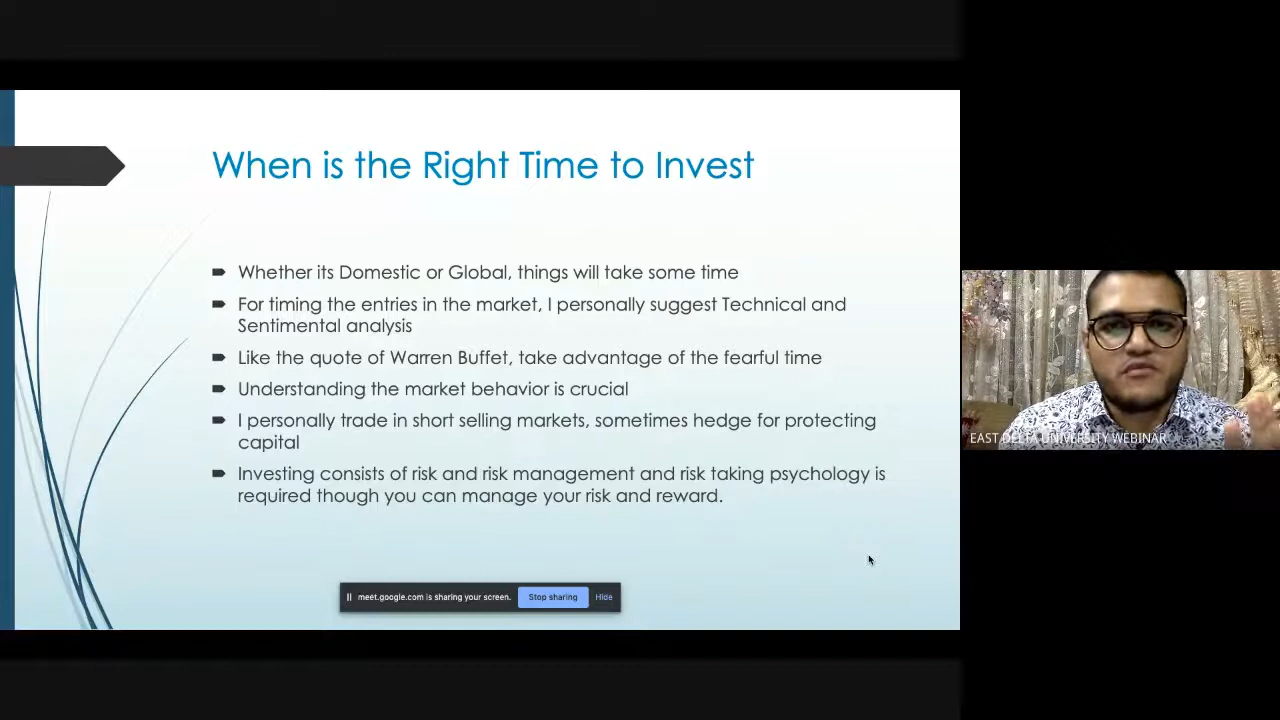 When is the Right Time to Invest
Whether its Domestic or Global, things will take some time
For timing the entries in the market, I personally suggest Technical and
Sentimental analysis
Like the quote of Warren Buffet, take advantage of the fearful time
Understanding the market behavior is crucial
I personally trade in short selling markets, sometimes hedge for protecting
capital
Investing consists of risk and risk management and risk taking psychology is
required though you can manage your risk and reward.
meet.google.com is sharing your screen. Stop sharing Hide
EAST DELTA UNIVERSITY WEBINAR